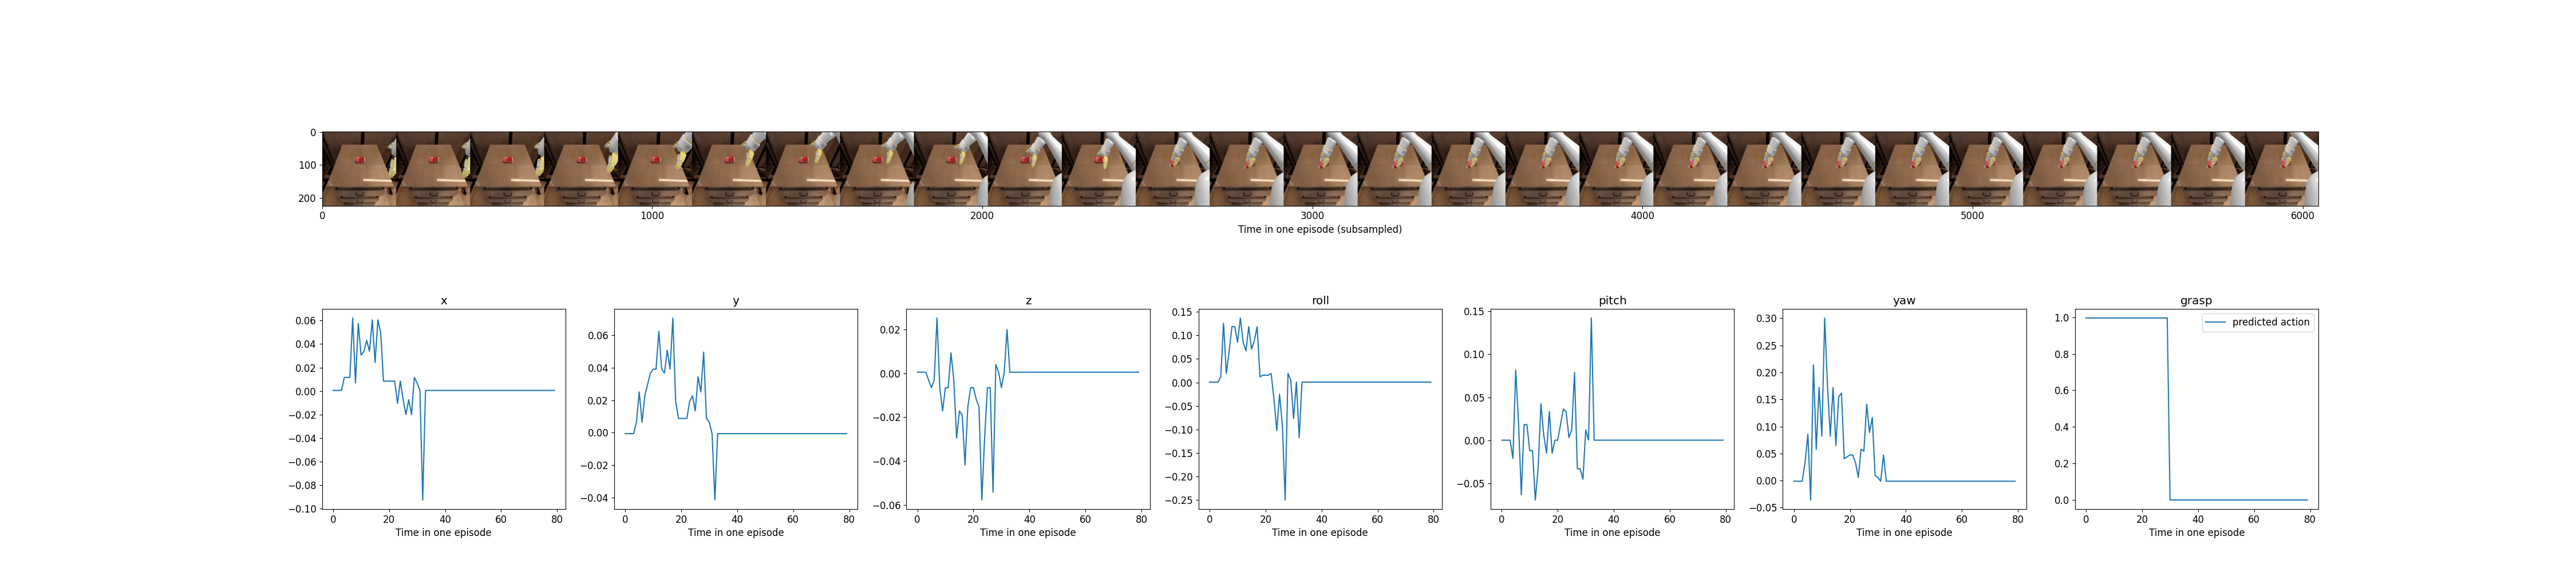 0
100
200
0 1000 2000 3000 4000 5000 6000
Time in one episode (subsampled)
x
0.06
0.04
0.02
0.00
−0.02
−0.04
−0.06
−0.08
−0.10
0 20 40 60 80
Time in one episode
y
0.06
0.04
0.02
0.00
−0.02
−0.04
0 20 40 60 80
Time in one episode
z
0.02
0.00
−0.02
−0.04
−0.06
0 20 40 60 80
Time in one episode
roll
0.15
0.10
0.05
0.00
−0.05
−0.10
−0.15
−0.20
−0.25
0 20 40 60 80
Time in one episode
pitch
0.15
0.10
0.05
0.00
−0.05
0 20 40 60 80
Time in one episode
yaw
0.30
0.25
0.20
0.15
0.10
0.05
0.00
−0.05
0 20 40 60 80
Time in one episode
grasp
predicted action
1.0
0.8
0.6
0.4
0.2
0.0
0 20 40 60 80
Time in one episode